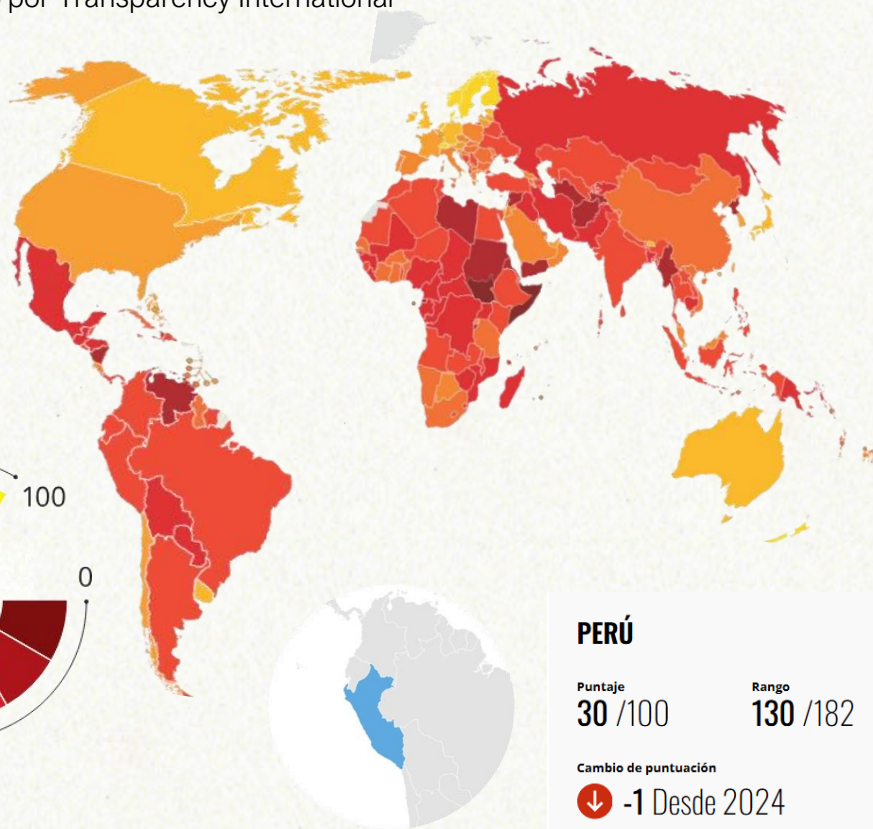 por Transparency International
100
0
PERÚ
Puntaje
Rango
30 /100
130 /182
Cambio de puntuación
-1 Desde 2024